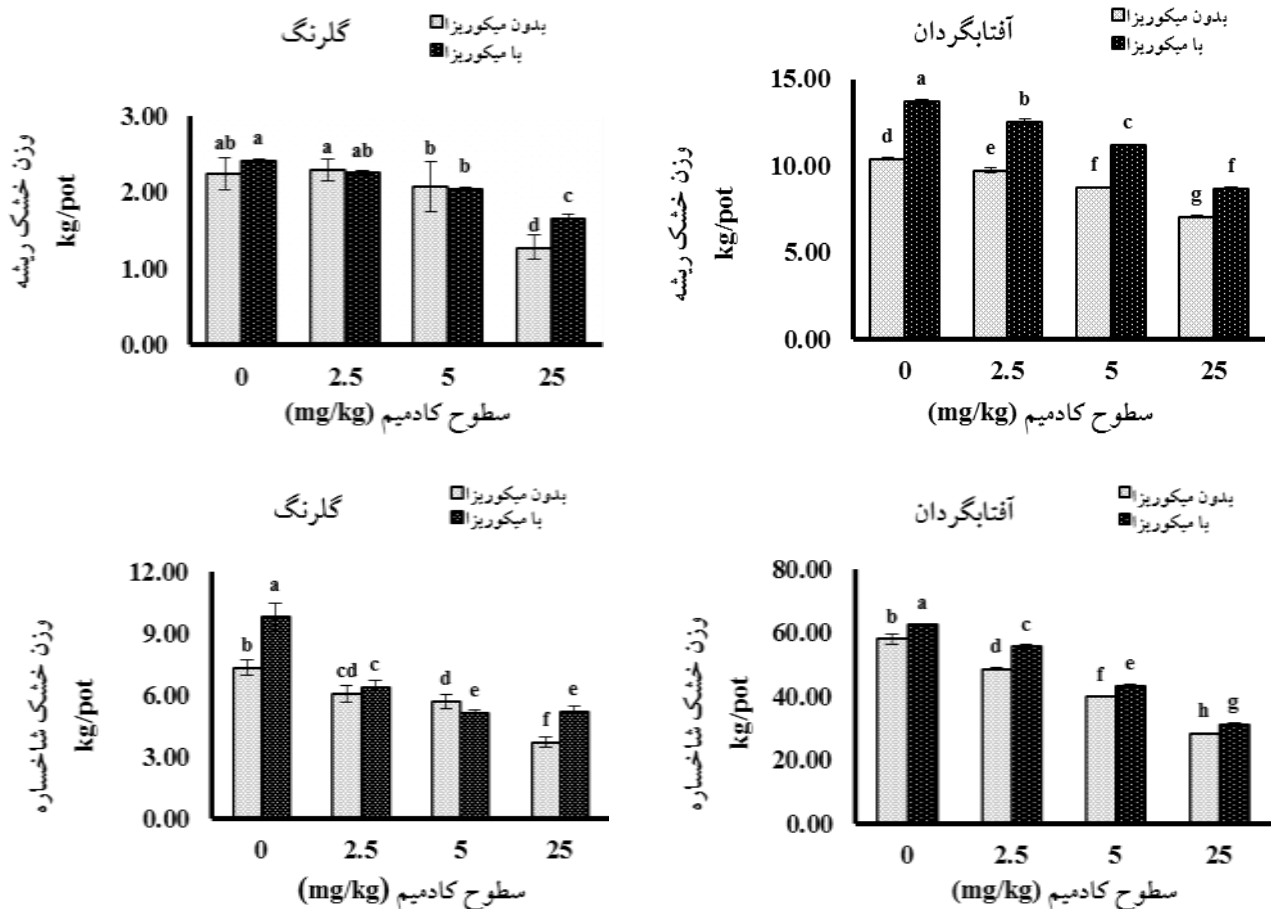 گلرنگ
بدون میکوریزا
با میکوریزا
وزن خشک ریشه
kg/pot
3.00
2.00
1.00
0.00
ab a a ab b b d c
0 2.5 5 25
سطوح کادمیم (mg/kg)
آفتابگردان
بدون میکوریزا
با میکوریزا
وزن خشک ریشه
kg/pot
15.00
10.00
5.00
0.00
d a e b f c g f
0 2.5 5 25
سطوح کادمیم (mg/kg)
گلرنگ
بدون میکوریزا
با میکوریزا
وزن خشک شاخساره
kg/pot
12.00
9.00
6.00
3.00
0.00
b a cd c d e f e
0 2.5 5 25
سطوح کادمیم (mg/kg)
آفتابگردان
بدون میکوریزا
با میکوریزا
وزن خشک شاخساره
kg/pot
80.00
60.00
40.00
20.00
0.00
b a d c f e h g
0 2.5 5 25
سطوح کادمیم (mg/kg)